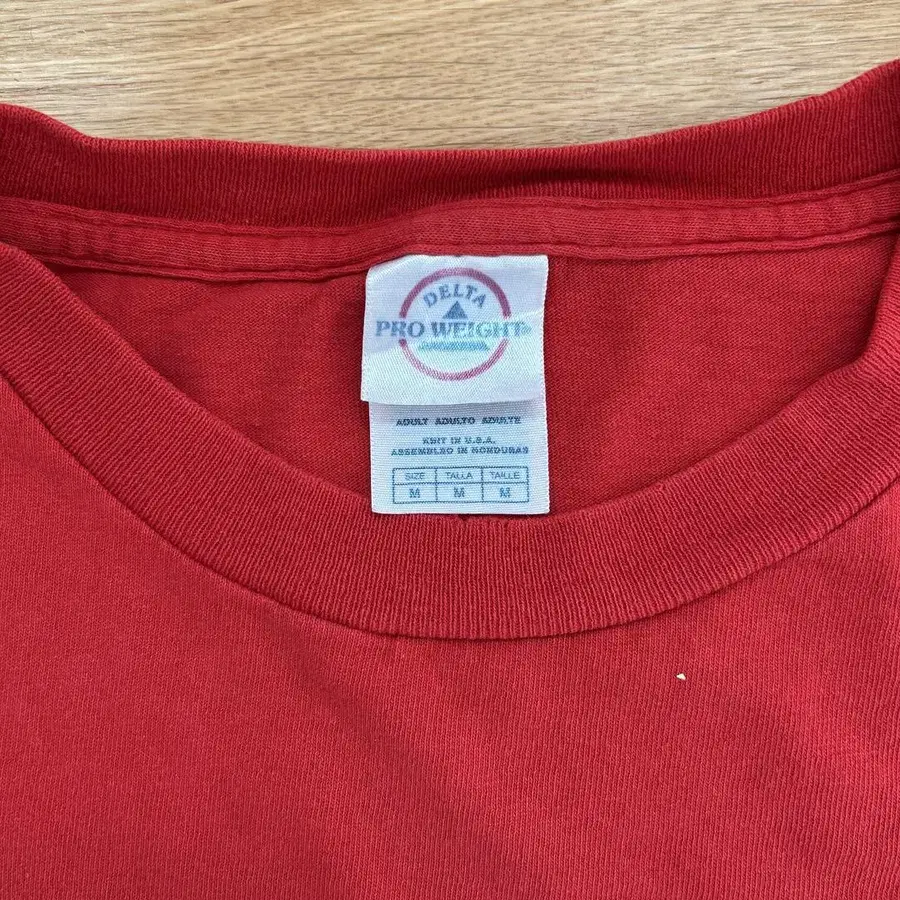 DELTA
PRO WEIGHT®
ADULT ADULTO ADULTE
KNIT IN U.S.A.
ASSEMBLED IN HONDURAS
SIZE TALLA TAILLE
M M M